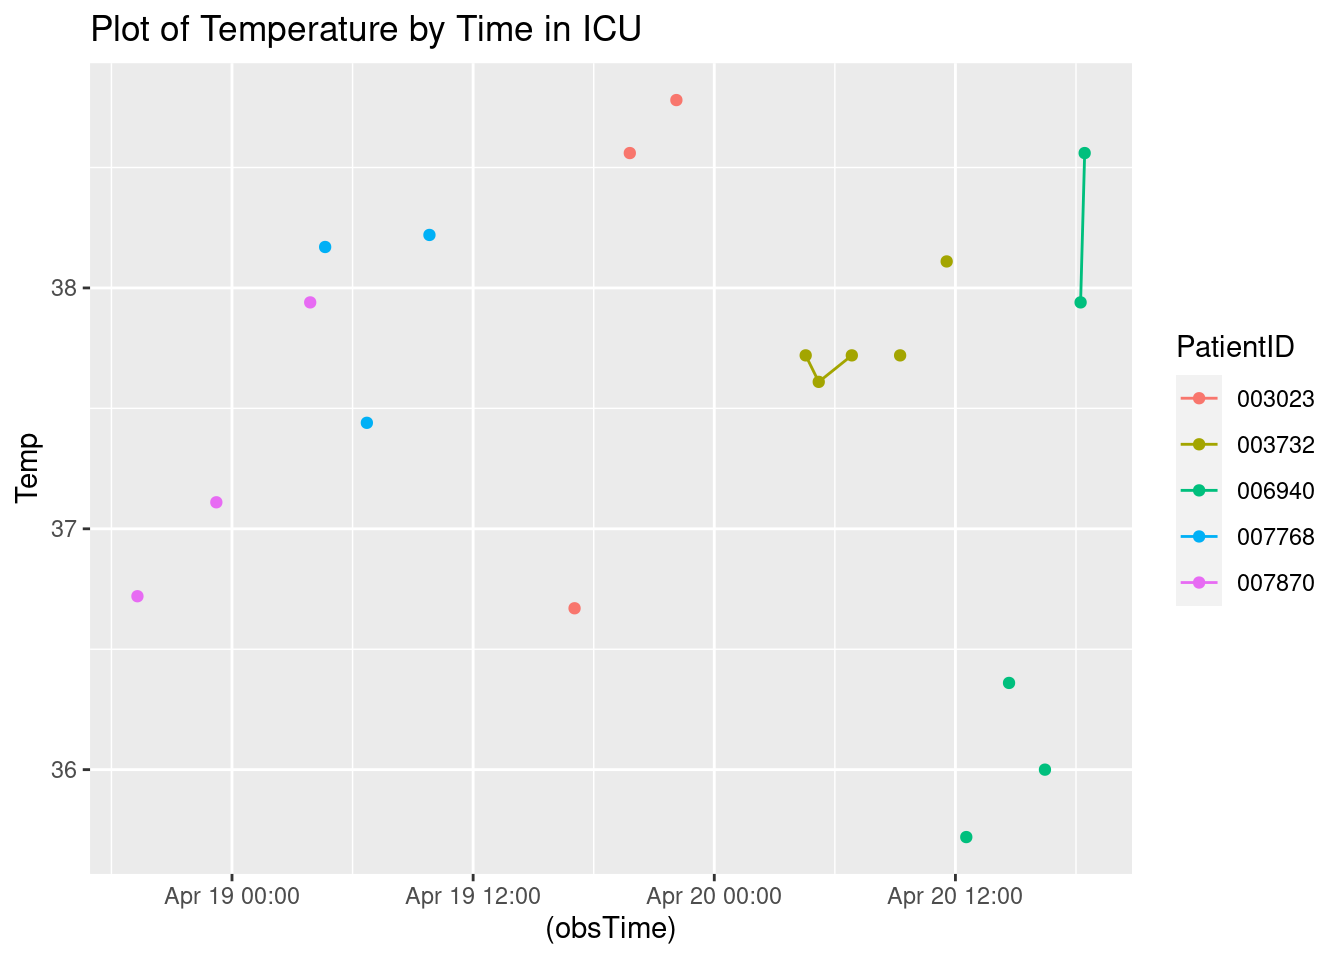 Plot of Temperature by Time in ICU
38
37
36
Temp
Apr 19 00:00
Apr 19 12:00
Apr 20 00:00
Apr 20 12:00
(obsTime)
PatientID
003023
003732
006940
007768
007870